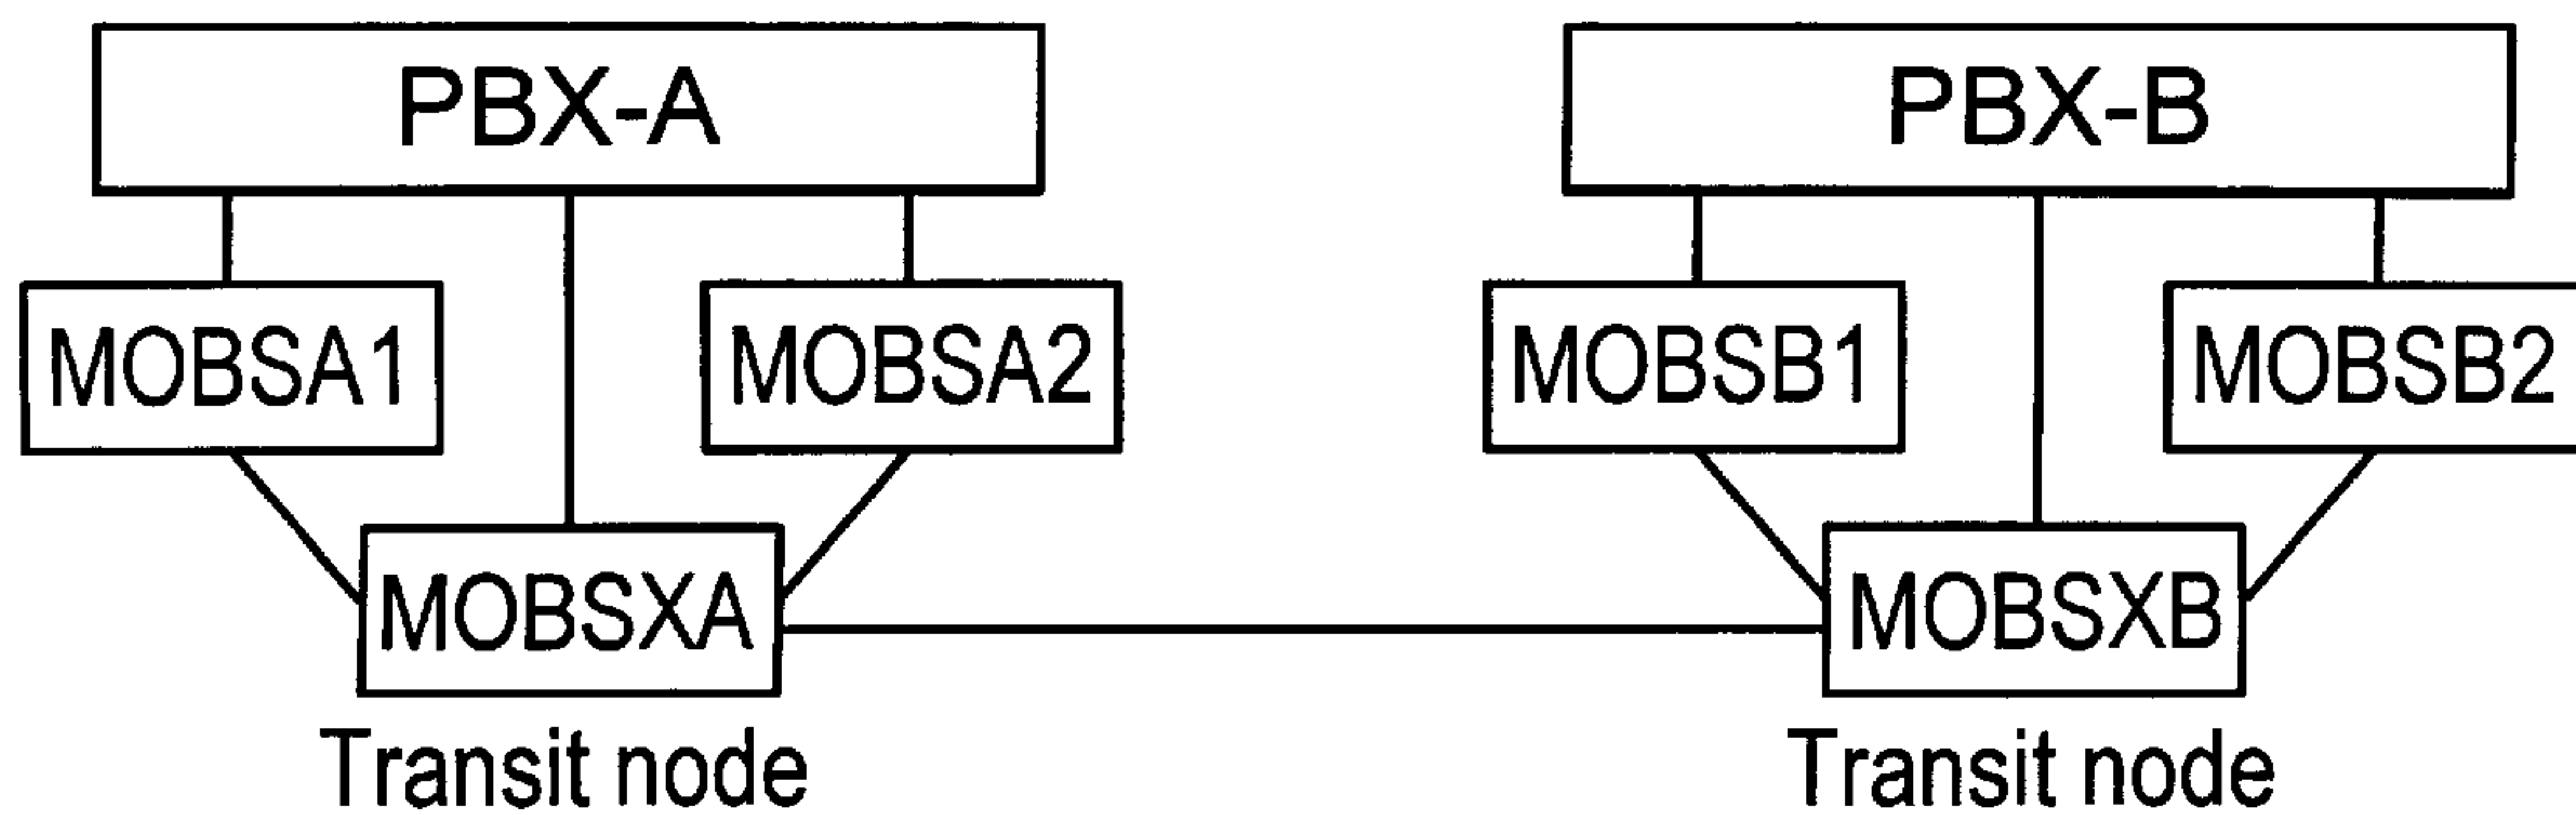 PBX-A
PBX-B
MOBSA1
MOBSA2
MOBSB1
MOBSB2
MOBSXA
MOBSXB
Transit node
Transit node